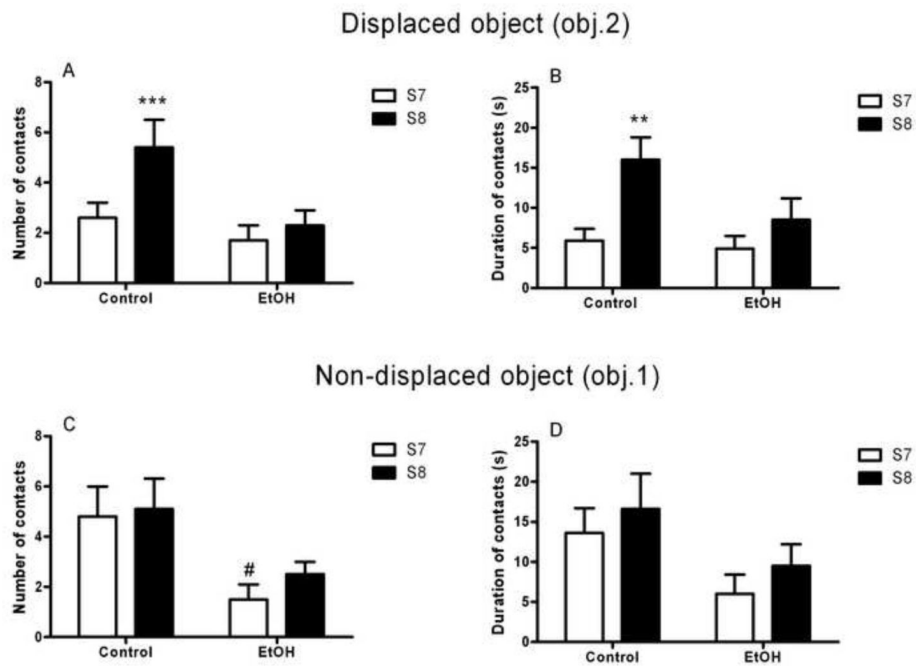 Displaced object (obj.2)
A
Number of contacts
8
6
4
2
0
***
Control
EtOH
S7
S8
B
Duration of contacts (s)
25
20
15
10
5
0
**
Control
EtOH
S7
S8
Non-displaced object (obj.1)
C
Number of contacts
8
6
4
2
0
#
Control
EtOH
S7
S8
D
Duration of contacts (s)
25
20
15
10
5
0
Control
EtOH
S7
S8